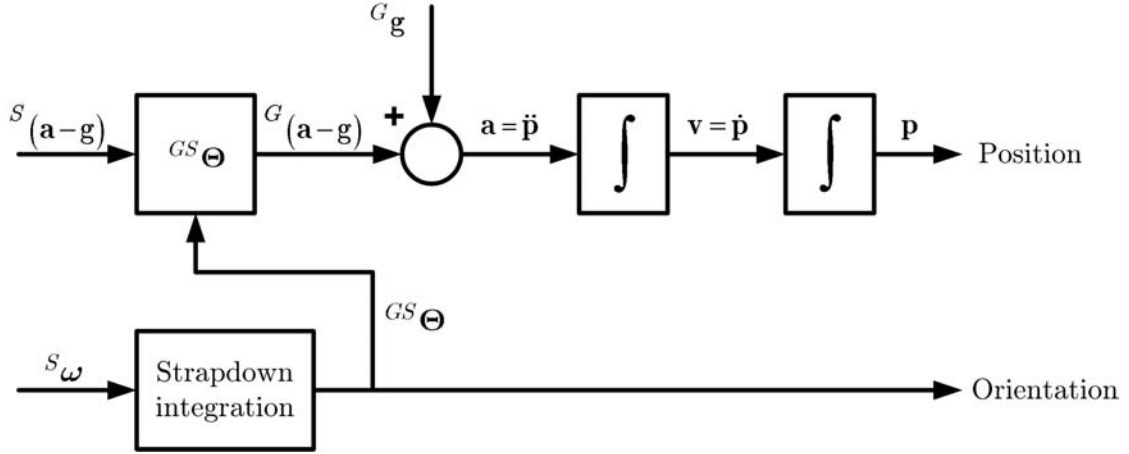 G g
S (a−g)
GS Θ
G (a−g)
+
a = p̈
∫
v = ṗ
∫
p
Position
GS Θ
S ω
Strapdown
integration
Orientation